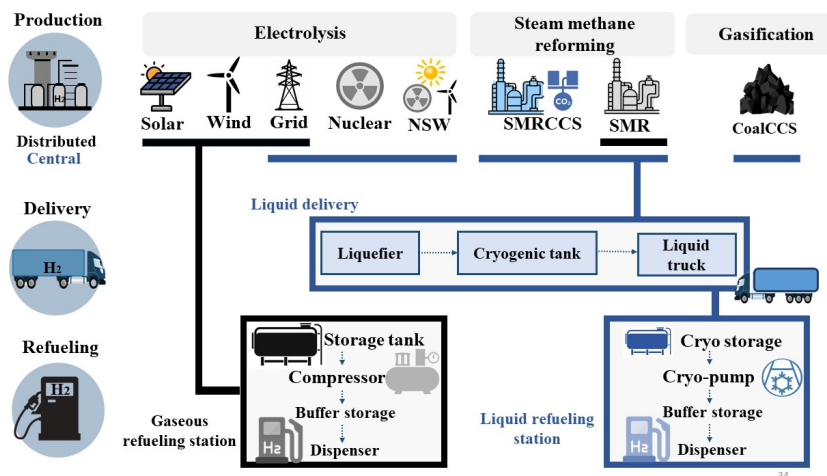 Production
Electrolysis
Steam methane
reforming
Gasification
H2
CO2
Solar
Wind
Grid
Nuclear
NSW
SMRCCS
SMR
CoalCCS
Distributed
Central
Delivery
Liquid delivery
H2
Liquefier
Cryogenic tank
Liquid
truck
Refueling
H2
Storage tank
Compressor
Buffer storage
Dispenser
H2
Gaseous
refueling station
Cryo storage
Cryo-pump
Buffer storage
Dispenser
H2
Liquid refueling
station
34